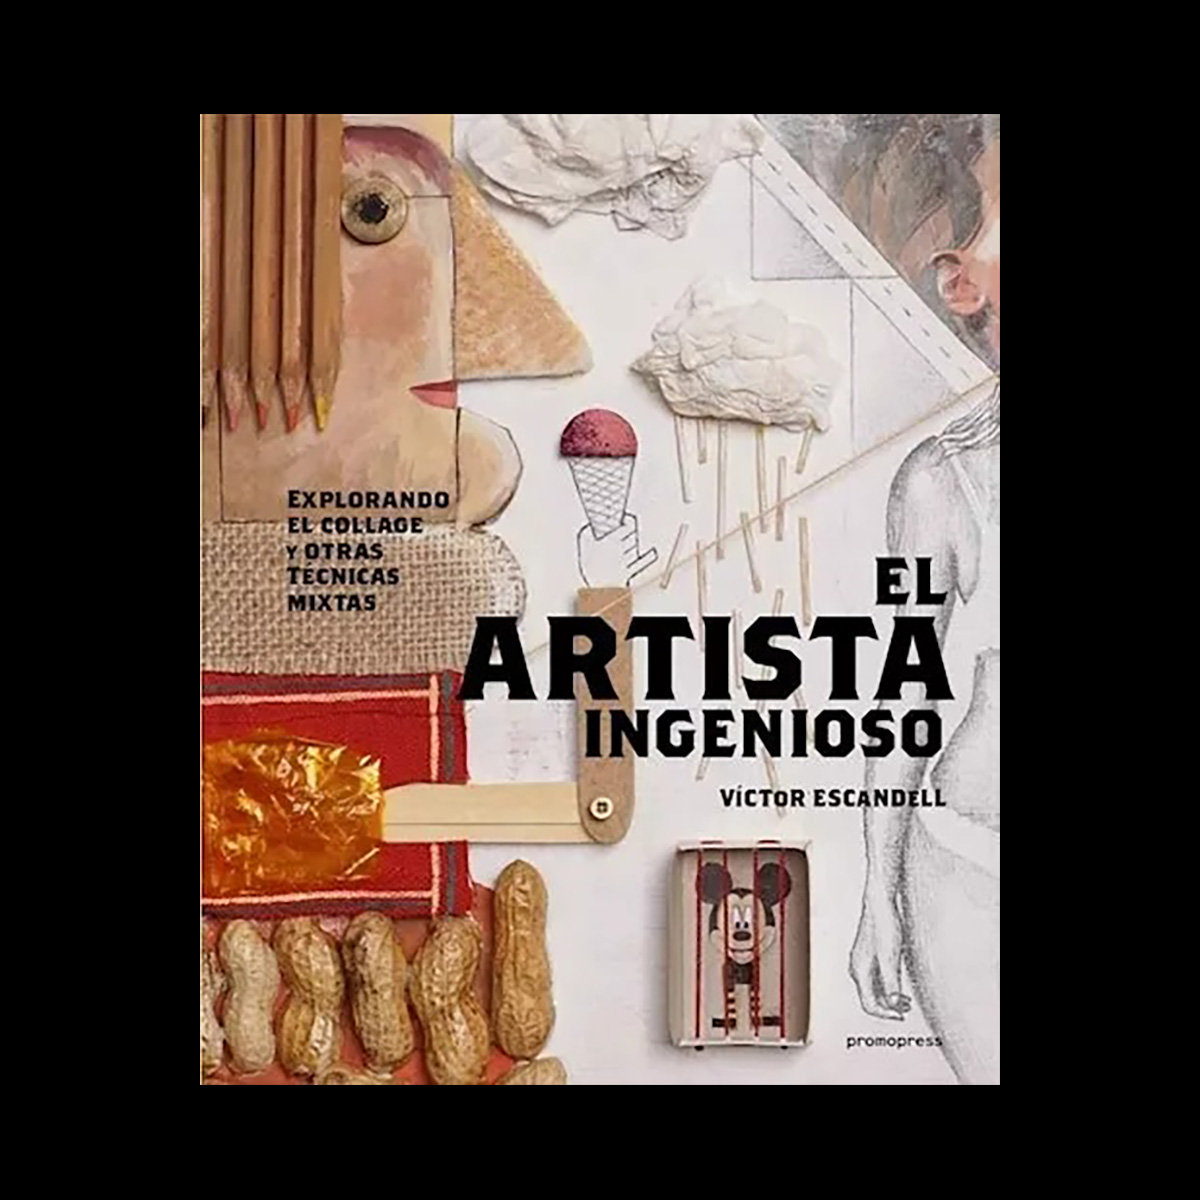 EXPLORANDO
EL COLLAGE
Y OTRAS
TÉCNICAS
MIXTAS
EL
ARTISTA
INGENIOSO
VÍCTOR ESCANDELL
promopress